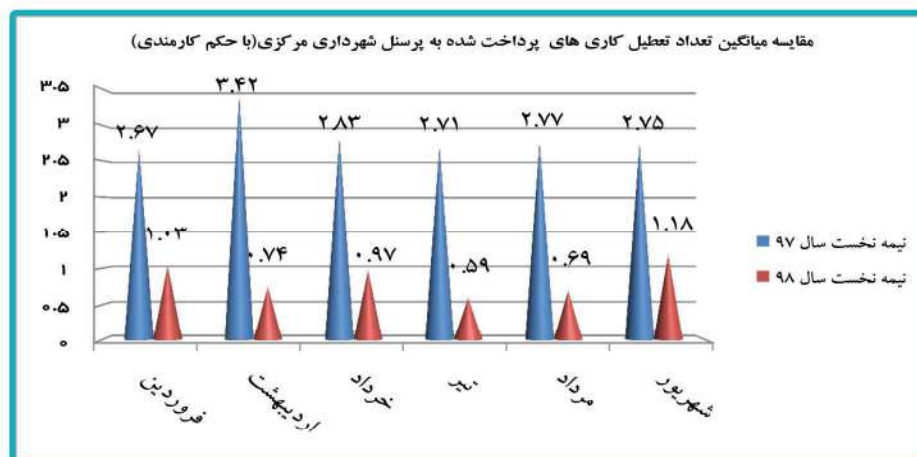 مقایسه میانگین تعداد تعطیل کاری های پرداخت شده به پرسنل شهرداری مرکزی(با حکم کارمندی)
۳.۵
۳
۲.۵
۲
۱.۵
۱
۰.۵
۰
۲.۶۷
۳.۴۲
۲.۸۳
۲.۷۱
۲.۷۷
۲.۷۵
۱.۰۳
۰.۷۴
۰.۹۷
۰.۵۹
۰.۶۹
۱.۱۸
فروردین
اردیبهشت
خرداد
تیر
مرداد
شهریور
نیمه نخست سال ۹۷
نیمه نخست سال ۹۸